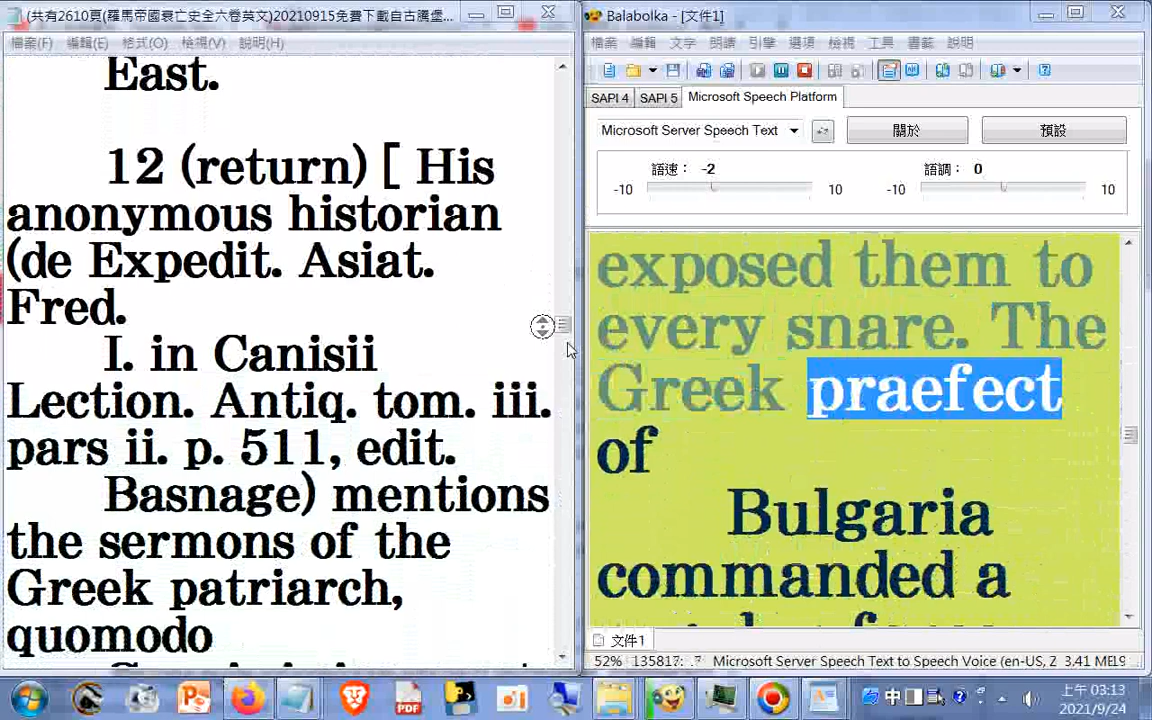 (共有2610頁(羅馬帝國衰亡史全六卷英文)20210915免費下載自古騰堡...
檔案(F) 編輯(E) 格式(O) 檢視(V) 說明(H)
East.
12 (return) [ His
anonymous historian
(de Expedit. Asiat.
Fred.
I. in Canisii
Lection. Antiq. tom. iii.
pars ii. p. 511, edit.
Basnage) mentions
the sermons of the
Greek patriarch,
quomodo
Balabolka - [文件1]
檔案 編輯 文字 朗讀 引擎 選項 檢視 工具 書籤 說明
SAPI 4 SAPI 5 Microsoft Speech Platform
Microsoft Server Speech Text 關於 預設
語速： -2 語調： 0
-10 10 -10 10
exposed them to
every snare. The
Greek praefect
of
Bulgaria
commanded a
文件1
52% 135817: Microsoft Server Speech Text to Speech Voice (en-US, Z 3.41 ME
中
上午 03:13
2021/9/24